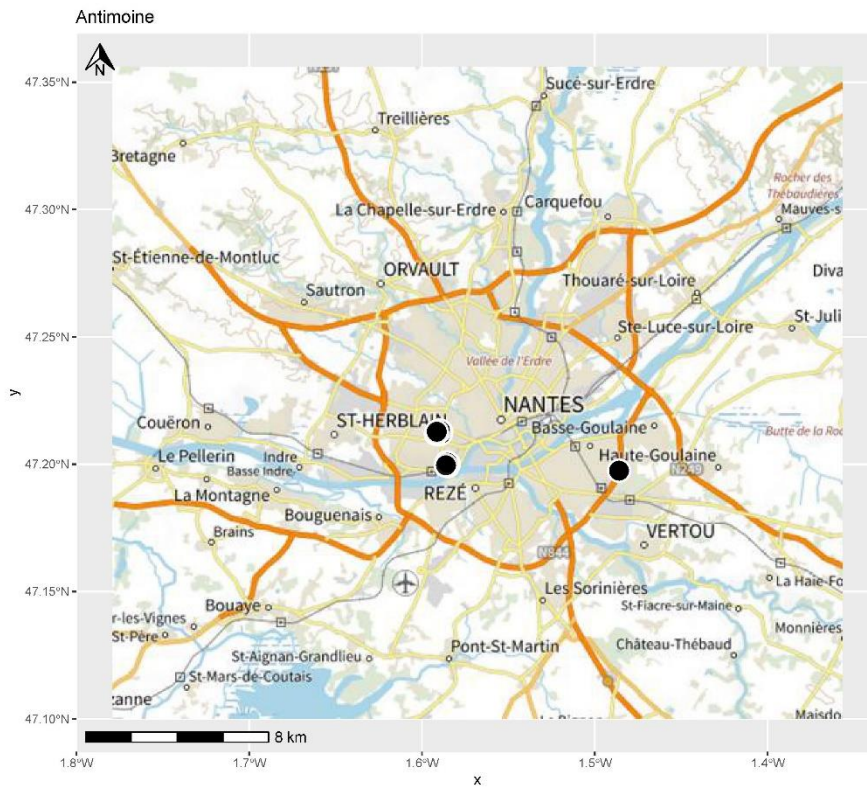 Antimoine
N
47.35°N
47.30°N
47.25°N
47.20°N
47.15°N
47.10°N
y
Sucé-sur-Erdre
Treillières
Bretagne
Rocher des
Thébaudières
Carquefou
La Chapelle-sur-Erdre
Mauves-s
St-Étienne-de-Montluc
ORVAULT
Thouaré-sur-Loire
Diva
Sautron
St-Juli
Ste-Luce-sur-Loire
Vallée de l'Erdre
NANTES
ST-HERBLAIN
Couëron
Basse-Goulaine
Butte de la Roc
Le Pellerin
Indre
Basse Indre
Haute-Goulaine
N249
La Montagne
REZÉ
Bouguenais
Brains
VERTOU
N844
La Haie-Fo
Les Sorinières
Bouaye
St-Fiacre-sur-Maine
r-les-Vignes
St-Père
Monnières
Château-Thébaud
Pont-St-Martin
St-Aignan-Grandlieu
St-Mars-de-Coutais
zanne
Maisdo
8 km
1.8°W
1.7°W
1.6°W
1.5°W
1.4°W
x